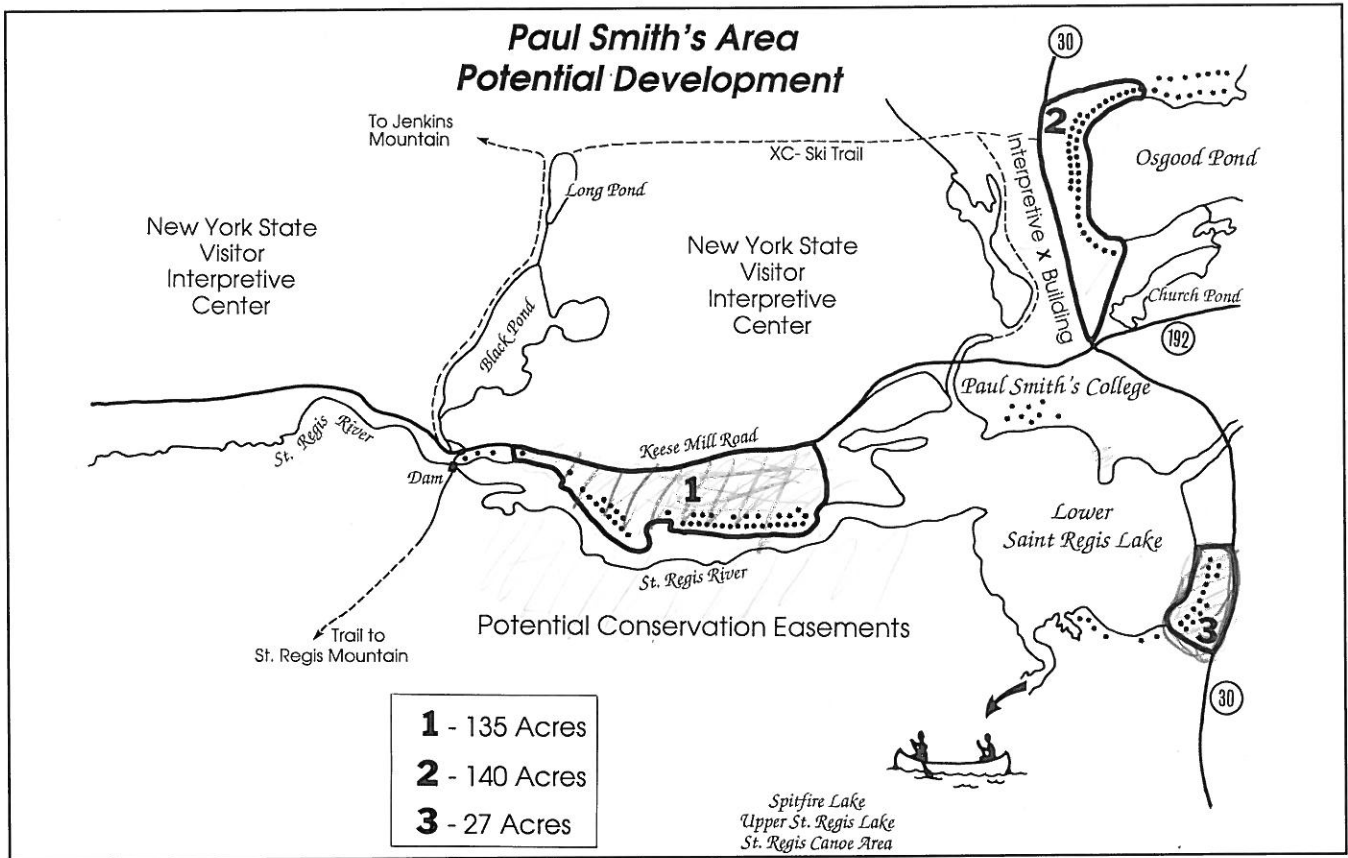 Paul Smith's Area
Potential Development
30
To Jenkins
Mountain
XC- Ski Trail
2
Osgood Pond
Long Pond
Interpretive X Building
New York State
Visitor
Interpretive
Center
New York State
Visitor
Interpretive
Center
Church Pond
192
Black Pond
Paul Smith's College
St. Regis River
Keese Mill Road
Dam
1
Lower
Saint Regis Lake
St. Regis River
Potential Conservation Easements
3
Trail to
St. Regis Mountain
30
1 - 135 Acres
2 - 140 Acres
3 - 27 Acres
Spitfire Lake
Upper St. Regis Lake
St. Regis Canoe Area